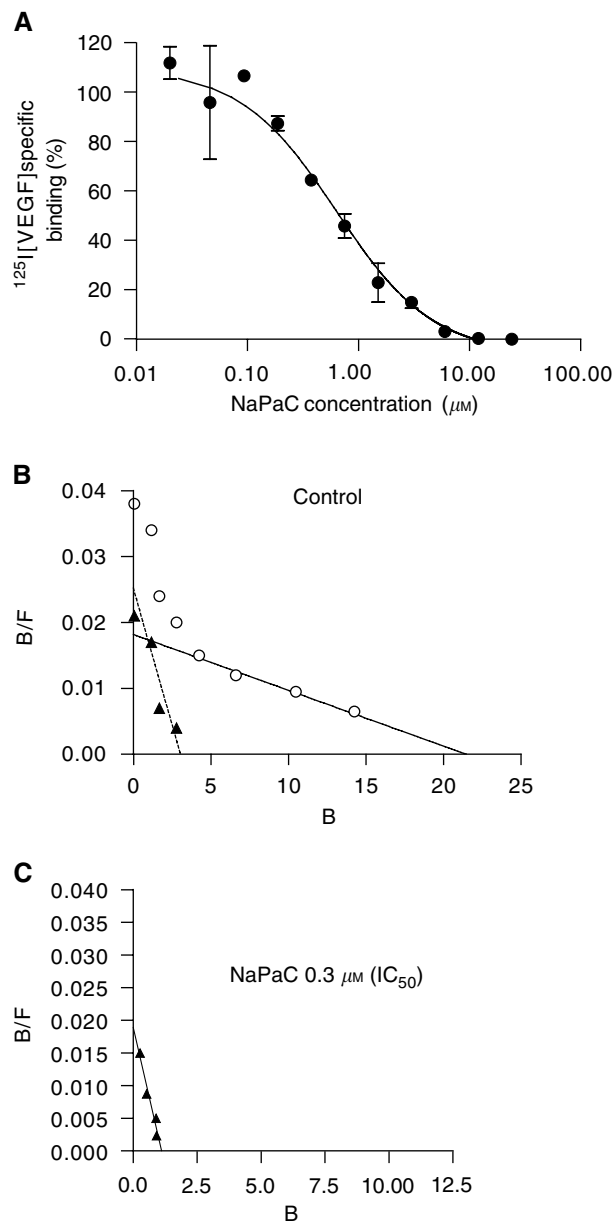 A
120
100
80
60
40
20
0
¹²⁵I[VEGF]specific
binding (%)
0.01 0.10 1.00 10.00 100.00
NaPaC concentration (μM)
B
Control
0.04
0.03
0.02
0.01
0.00
B/F
0 5 10 15 20 25
B
C
NaPaC 0.3 μM (IC₅₀)
0.040
0.035
0.030
0.025
0.020
0.015
0.010
0.005
0.000
B/F
0.0 2.5 5.0 7.5 10.00 12.5
B